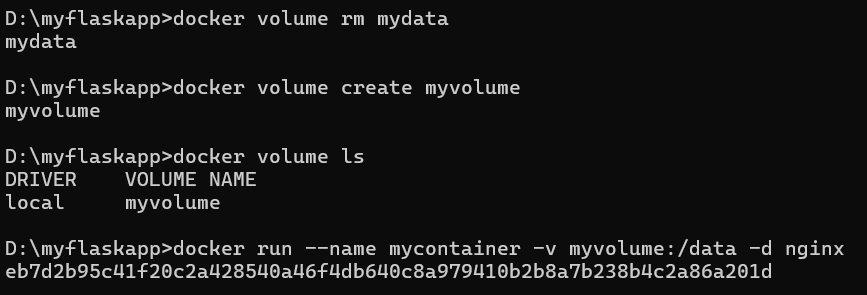 D:\myflaskapp>docker volume rm mydata
mydata
D:\myflaskapp>docker volume create myvolume
myvolume
D:\myflaskapp>docker volume ls
DRIVER    VOLUME NAME
local     myvolume
D:\myflaskapp>docker run --name mycontainer -v myvolume:/data -d nginx
eb7d2b95c41f20c2a428540a46f4db640c8a979410b2b8a7b238b4c2a86a201d